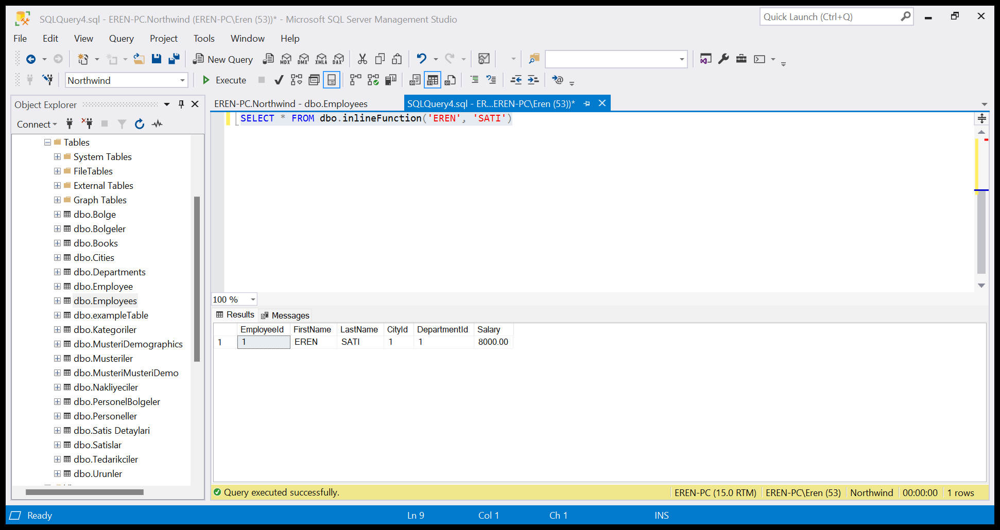 SQLQuery4.sql - EREN-PC.Northwind (EREN-PC\Eren (53))* - Microsoft SQL Server Management Studio
Quick Launch (Ctrl+Q)
File Edit View Query Project Tools Window Help
New Query MDX DMX XMLA DAX
Northwind Execute
Object Explorer
EREN-PC.Northwind - dbo.Employees
SQLQuery4.sql - ER...EREN-PC\Eren (53))*
Connect
SELECT * FROM dbo.inlineFunction('EREN', 'SATI')
Tables
System Tables
FileTables
External Tables
Graph Tables
dbo.Bolge
dbo.Bolgeler
dbo.Books
dbo.Cities
dbo.Departments
dbo.Employee
dbo.Employees
dbo.exampleTable
dbo.Kategoriler
dbo.MusteriDemographics
dbo.Musteriler
dbo.MusteriMusteriDemo
dbo.Nakliyeciler
dbo.PersonelBolgeler
dbo.Personeller
dbo.Satis Detaylari
dbo.Satislar
dbo.Tedarikciler
dbo.Urunler
100 %
Results Messages
EmployeeId FirstName LastName CityId DepartmentId Salary
1 1 EREN SATI 1 1 8000.00
Query executed successfully.
EREN-PC (15.0 RTM) EREN-PC\Eren (53) Northwind 00:00:00 1 rows
Ready Ln 9 Col 1 Ch 1 INS